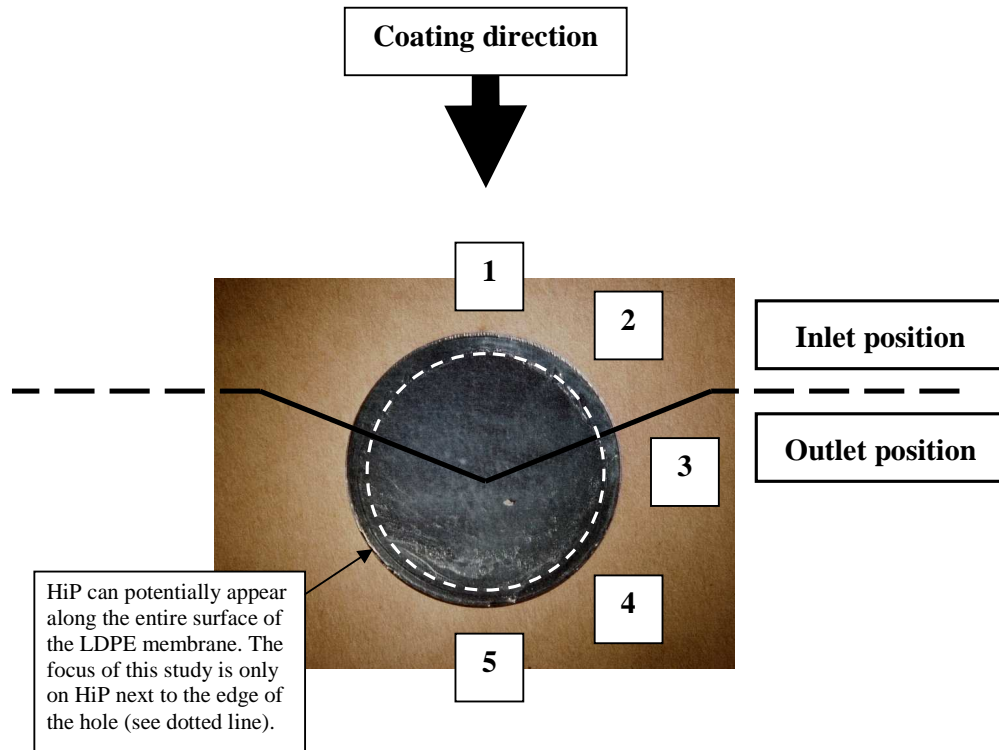 Coating direction
1
2
Inlet position
Outlet position
3
HiP can potentially appear
along the entire surface of
the LDPE membrane. The
focus of this study is only
on HiP next to the edge of
the hole (see dotted line).
4
5